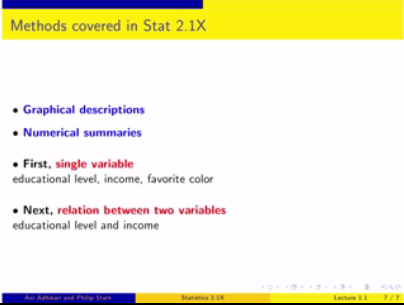 Methods covered in Stat 2.1X
• Graphical descriptions
• Numerical summaries
• First, single variable
educational level, income, favorite color
• Next, relation between two variables
educational level and income
Ani Adhikari and Philip Stark Statistics 2.1X Lecture 1.1 7 / 7